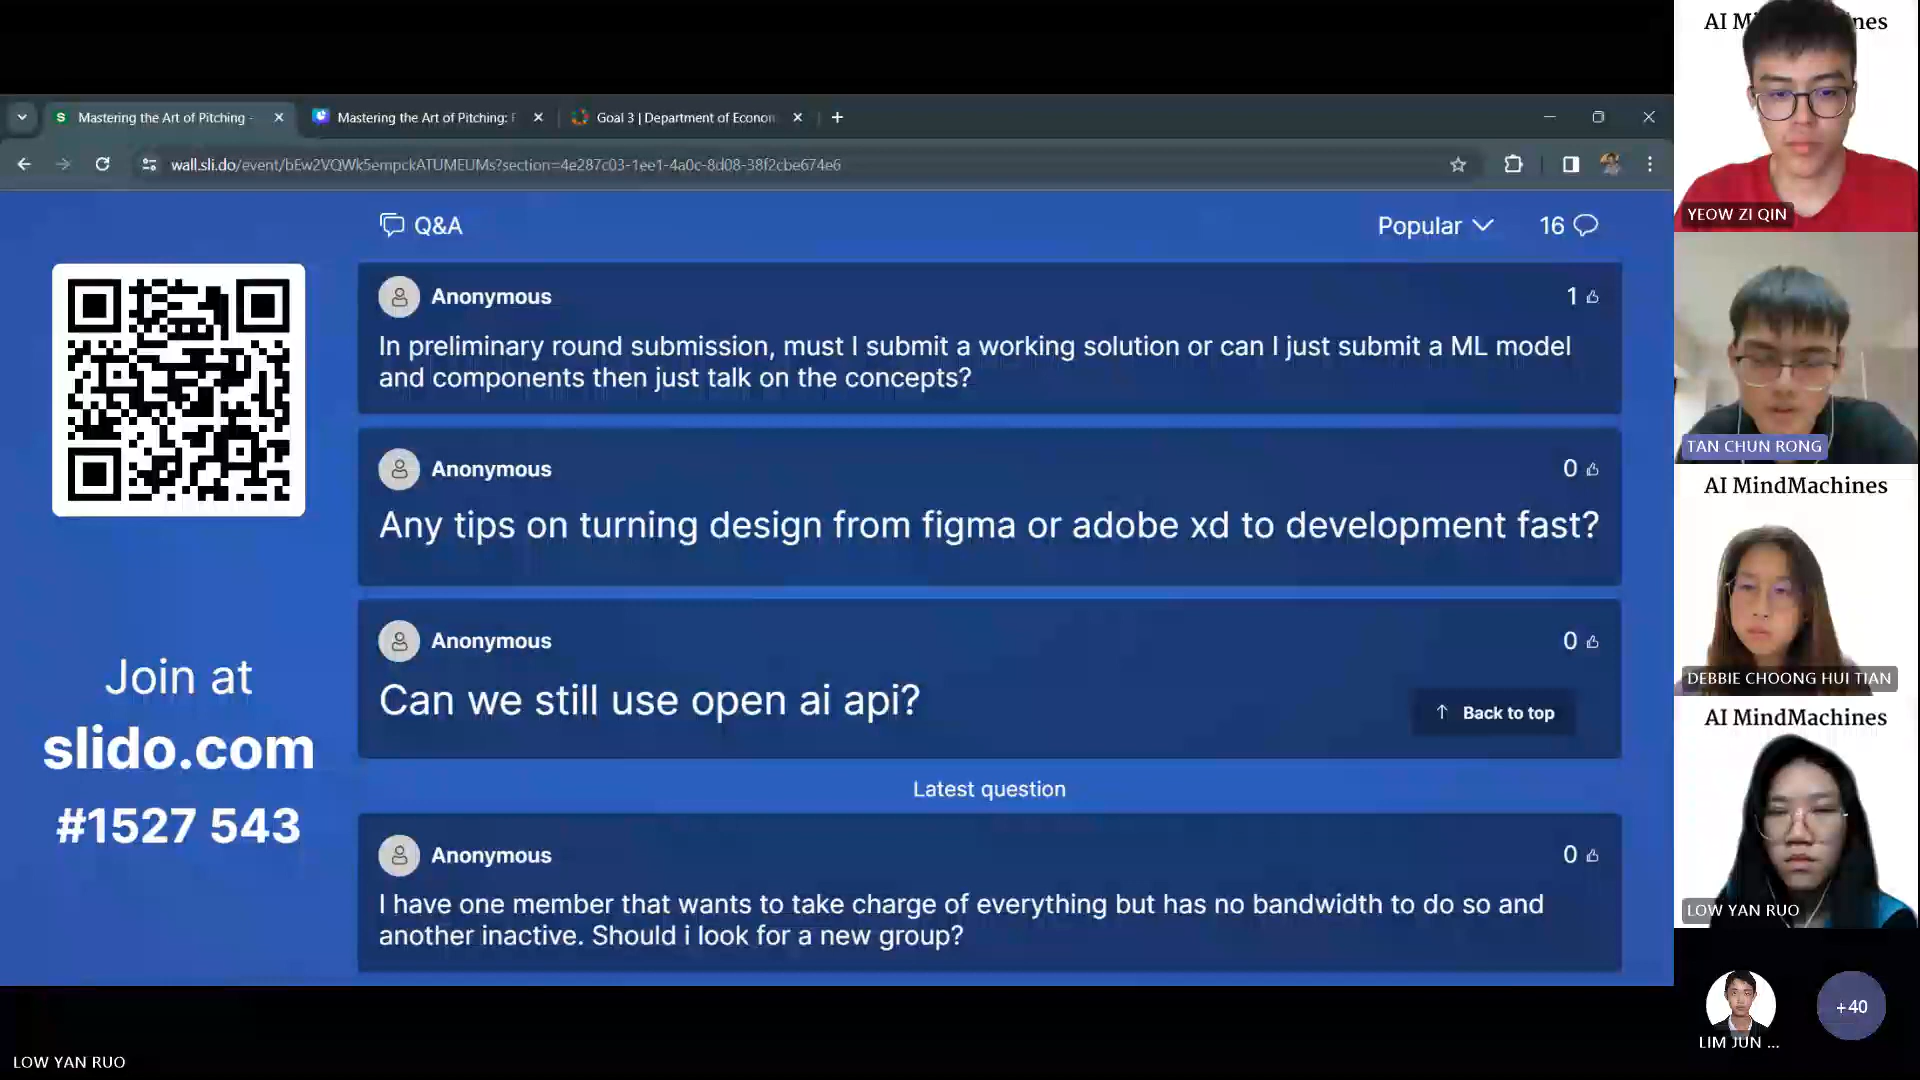 Mastering the Art of Pitching -
Mastering the Art of Pitching: F
Goal 3 | Department of Econom
wall.sli.do/event/bEw2VQWk5empckATUMEUMs?section=4e287c03-1ee1-4a0c-8d08-38f2cbe674e6
Q&A
Popular
16
Anonymous
1
In preliminary round submission, must I submit a working solution or can I just submit a ML model
and components then just talk on the concepts?
Anonymous
0
Any tips on turning design from figma or adobe xd to development fast?
Anonymous
0
Can we still use open ai api?
Back to top
Latest question
Anonymous
0
I have one member that wants to take charge of everything but has no bandwidth to do so and
another inactive. Should i look for a new group?
Join at
slido.com
#1527 543
LOW YAN RUO
AI M nes
YEOW ZI QIN
TAN CHUN RONG
AI MindMachines
DEBBIE CHOONG HUI TIAN
AI MindMachines
LOW YAN RUO
LIM JUN ...
+40